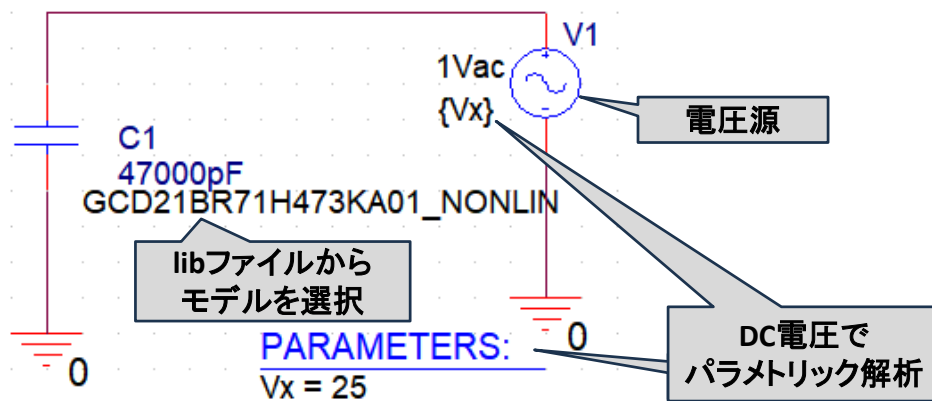 V1
1Vac
{Vx}
電圧源
C1
47000pF
GCD21BR71H473KA01_NONLIN
libファイルから
モデルを選択
0
0
PARAMETERS:
Vx = 25
DC電圧で
パラメトリック解析